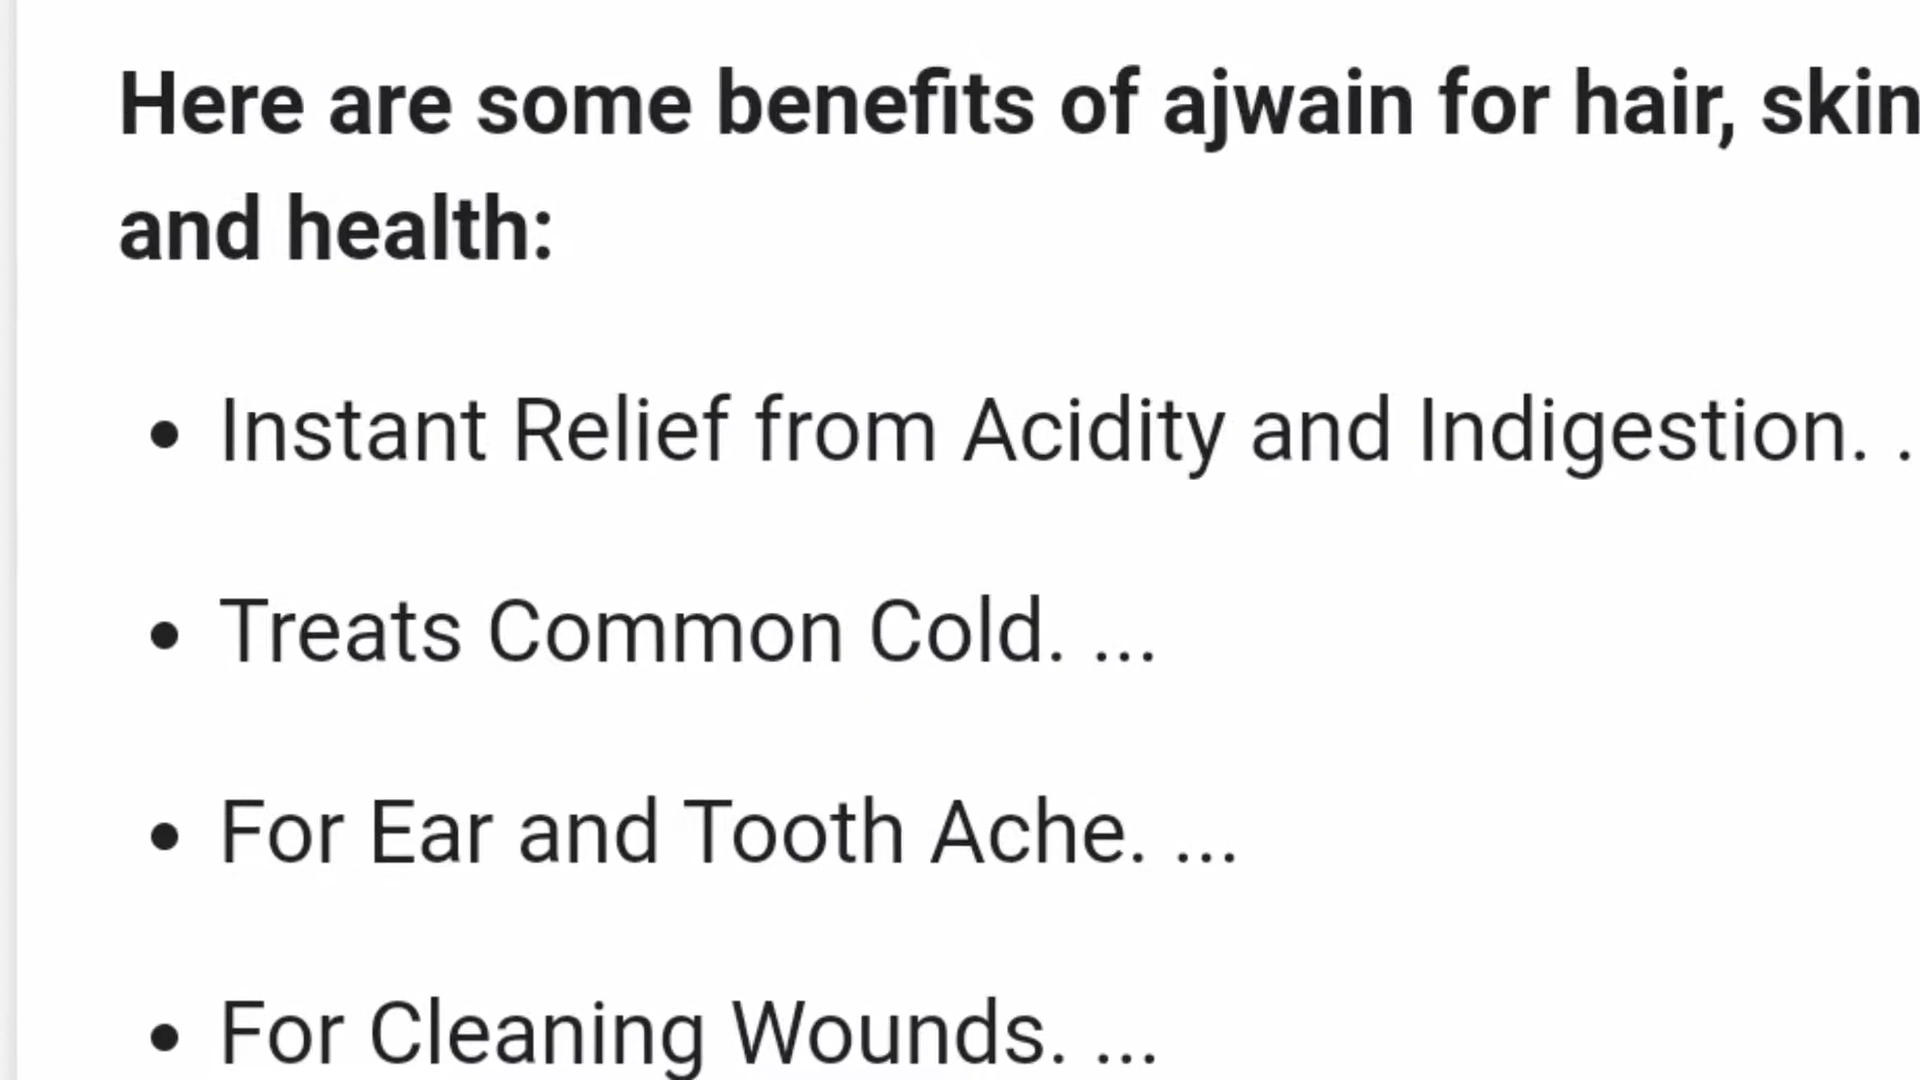 Here are some benefits of ajwain for hair, skin
and health:
• Instant Relief from Acidity and Indigestion. .
• Treats Common Cold. ...
• For Ear and Tooth Ache. ...
• For Cleaning Wounds. ...